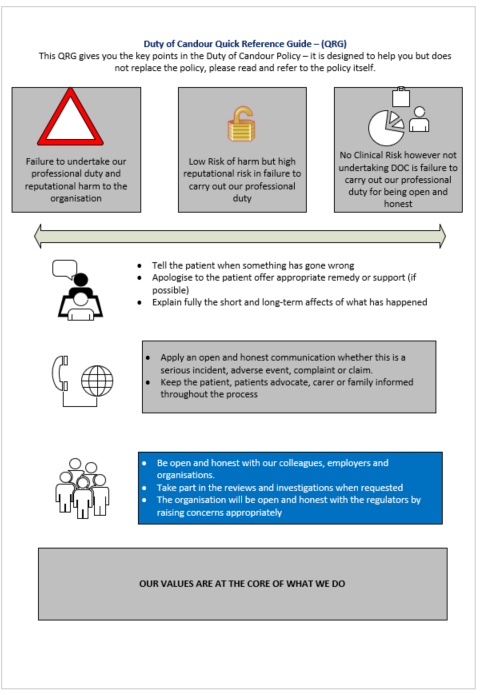 Duty of Candour Quick Reference Guide – (QRG)
This QRG gives you the key points in the Duty of Candour Policy – it is designed to help you but does
not replace the policy, please read and refer to the policy itself.
Failure to undertake our
professional duty and
reputational harm to the
organisation
Low Risk of harm but high
reputational risk in failure to
carry out our professional
duty
No Clinical Risk however not
undertaking DOC is failure to
carry out our professional
duty for being open and
honest
• Tell the patient when something has gone wrong
• Apologise to the patient offer appropriate remedy or support (if
possible)
• Explain fully the short and long-term affects of what has happened
• Apply an open and honest communication whether this is a
serious incident, adverse event, complaint or claim.
• Keep the patient, patients advocate, carer or family informed
throughout the process
• Be open and honest with our colleagues, employers and
organisations.
• Take part in the reviews and investigations when requested
• The organisation will be open and honest with the regulators by
raising concerns appropriately
OUR VALUES ARE AT THE CORE OF WHAT WE DO